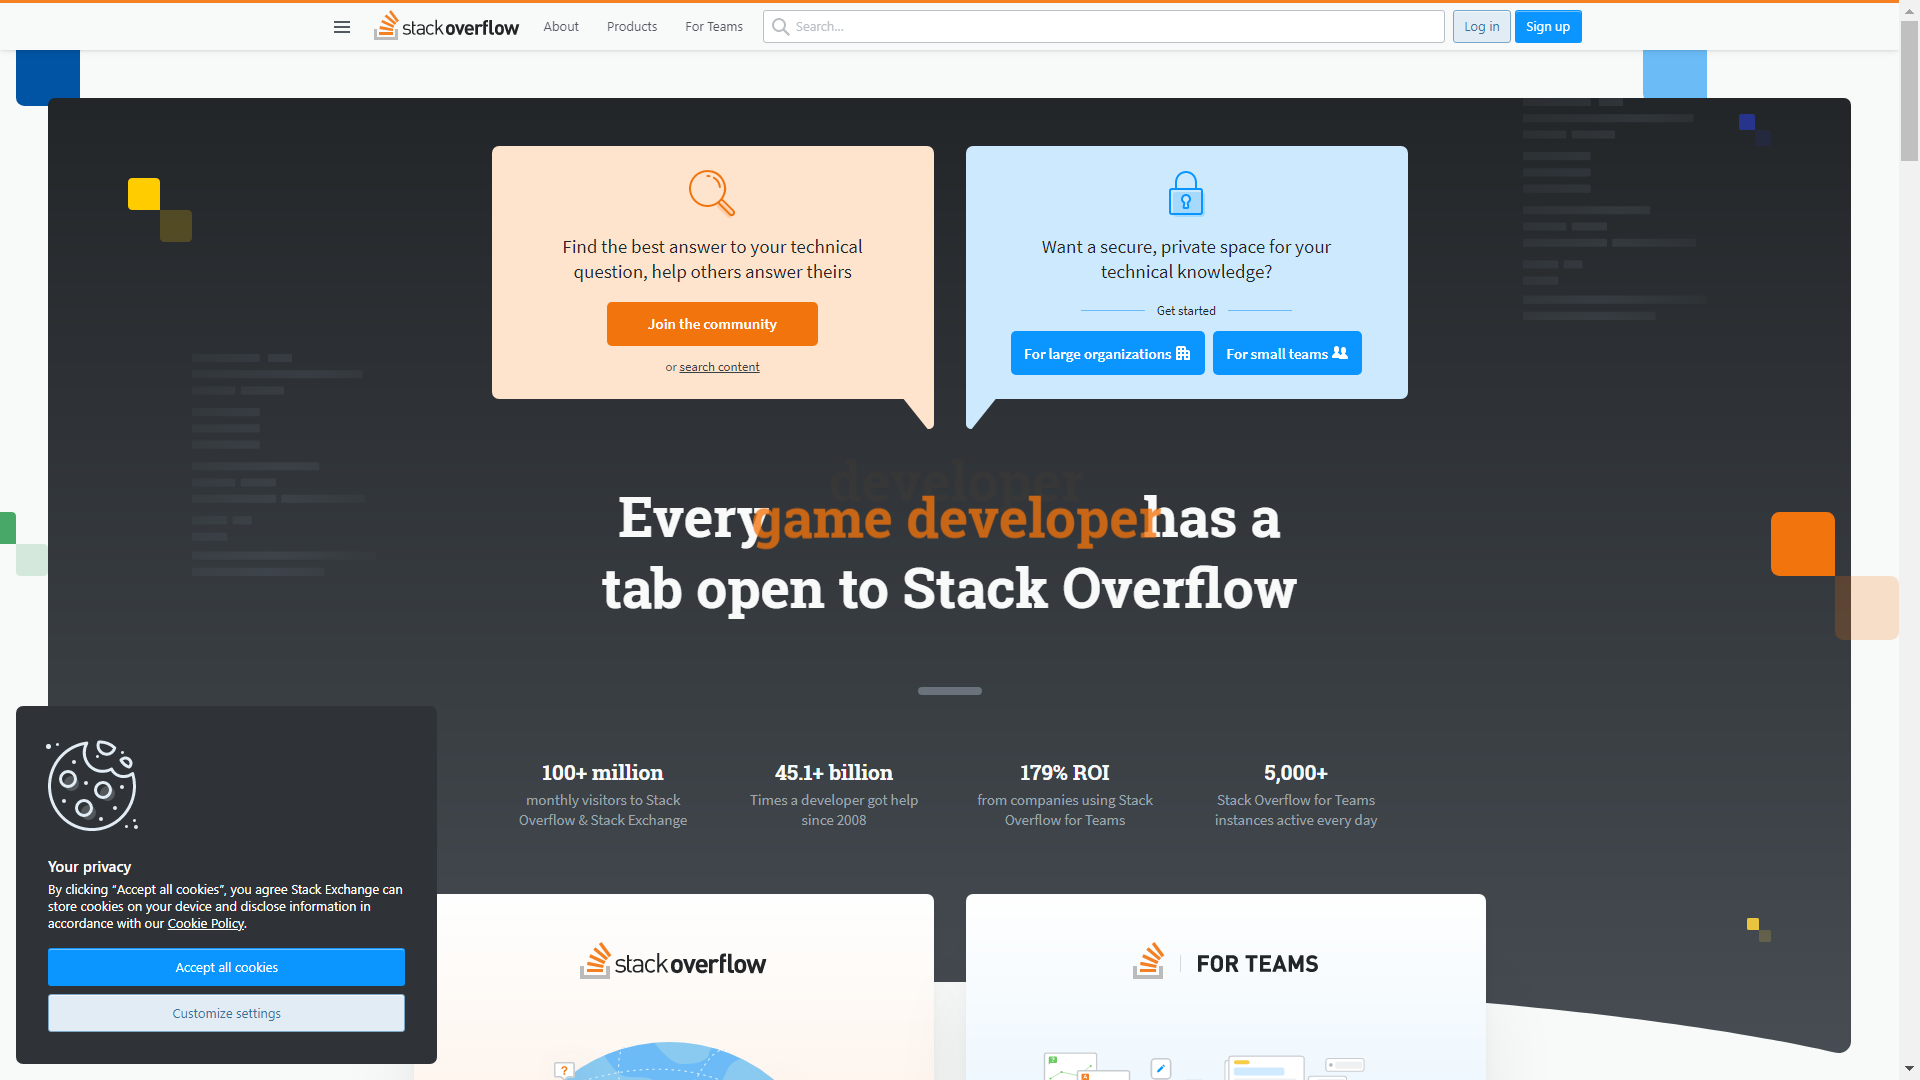 stackoverflow
About
Products
For Teams
Search...
Log in
Sign up
Find the best answer to your technical
question, help others answer theirs
Join the community
or search content
Want a secure, private space for your
technical knowledge?
Get started
For large organizations
For small teams
developer
Every game developer has a
tab open to Stack Overflow
100+ million
monthly visitors to Stack
Overflow & Stack Exchange
45.1+ billion
Times a developer got help
since 2008
179% ROI
from companies using Stack
Overflow for Teams
5,000+
Stack Overflow for Teams
instances active every day
Your privacy
By clicking “Accept all cookies”, you agree Stack Exchange can
store cookies on your device and disclose information in
accordance with our Cookie Policy.
Accept all cookies
Customize settings
stackoverflow
FOR TEAMS
?
?
A